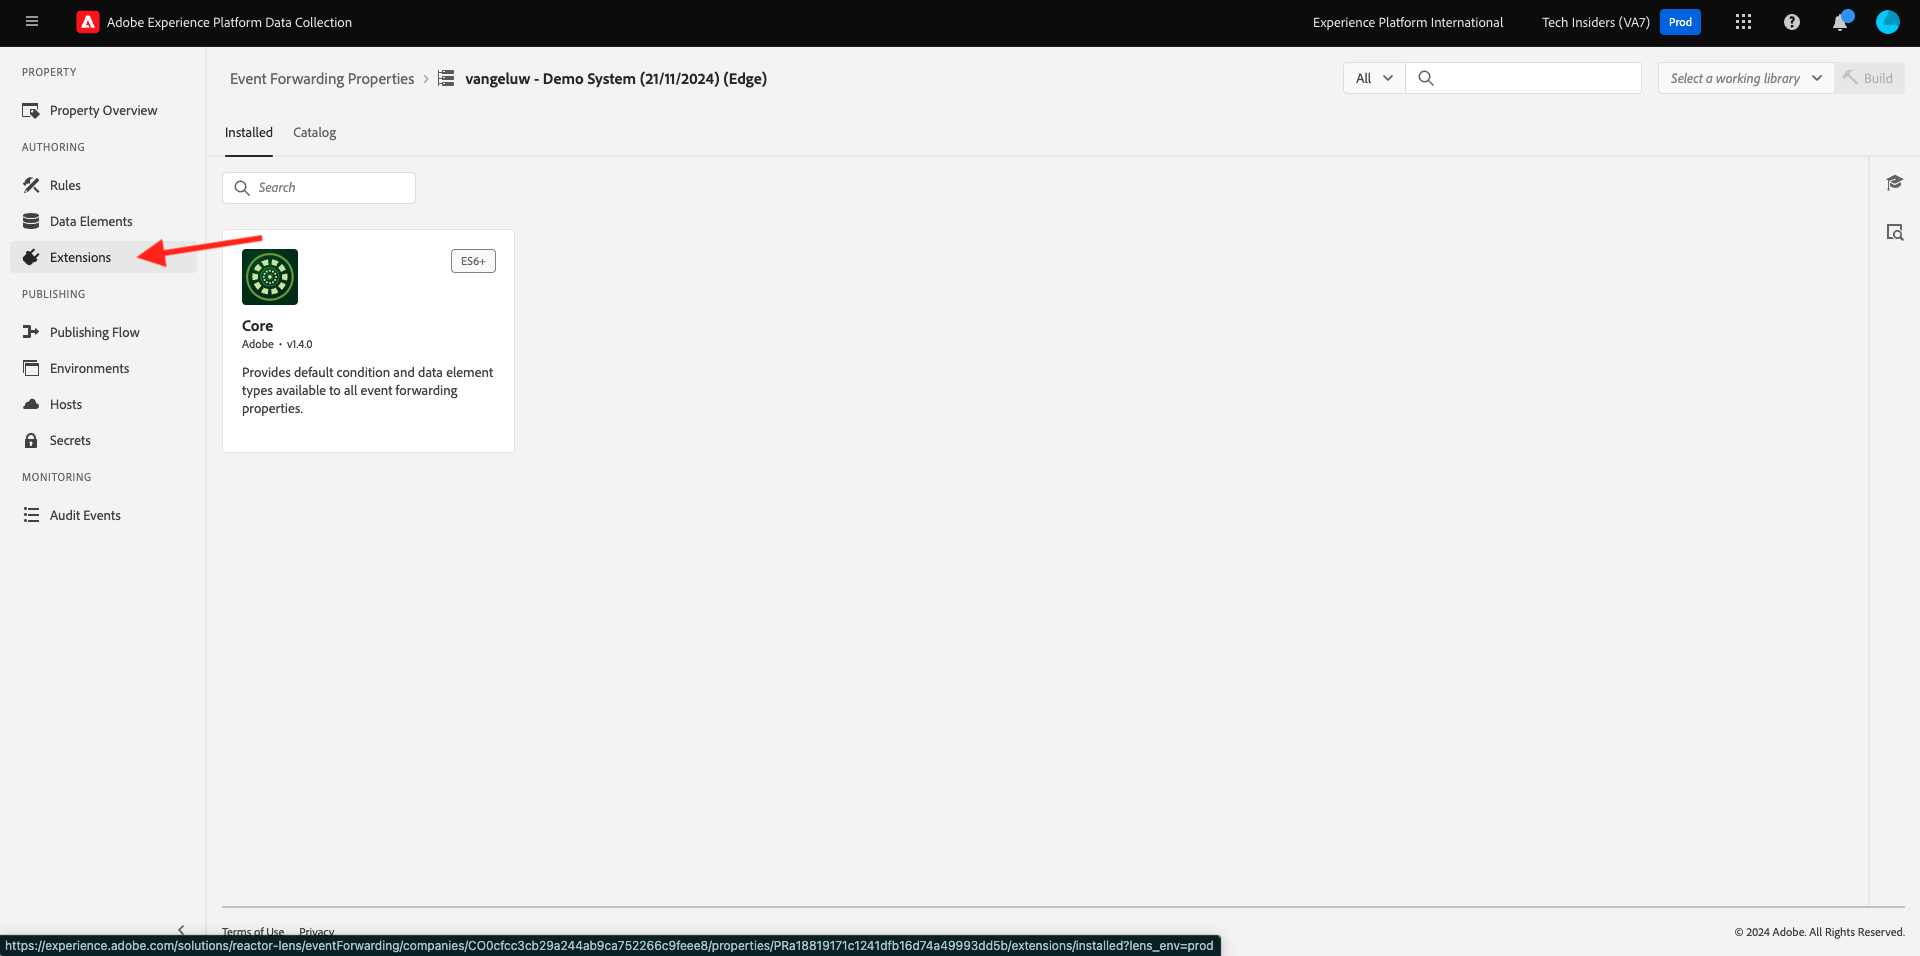 Adobe Experience Platform Data Collection
Experience Platform International
Tech Insiders (VA7)
Prod
PROPERTY
Property Overview
AUTHORING
Rules
Data Elements
Extensions
PUBLISHING
Publishing Flow
Environments
Hosts
Secrets
MONITORING
Audit Events
Event Forwarding Properties
vangeluw - Demo System (21/11/2024) (Edge)
All
Select a working library
Build
Installed
Catalog
Search
ES6+
Core
Adobe • v1.4.0
Provides default condition and data element
types available to all event forwarding
properties.
Terms of Use
Privacy
© 2024 Adobe. All Rights Reserved.
https://experience.adobe.com/solutions/reactor-lens/eventForwarding/companies/CO0cfcc3cb29a244ab9ca752266c9feee8/properties/PRa18819171c1241dfb16d74a49993dd5b/extensions/installed?lens_env=prod